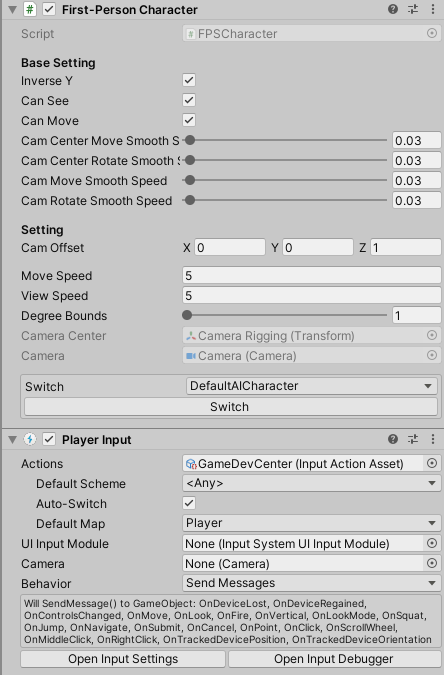 First-Person Character
Script FPSCharacter
Base Setting
Inverse Y
Can See
Can Move
Cam Center Move Smooth S 0.03
Cam Center Rotate Smooth S 0.03
Cam Move Smooth Speed 0.03
Cam Rotate Smooth Speed 0.03
Setting
Cam Offset X 0 Y 0 Z 1
Move Speed 5
View Speed 5
Degree Bounds 1
Camera Center Camera Rigging (Transform)
Camera Camera (Camera)
Switch DefaultAICharacter
Switch
Player Input
Actions GameDevCenter (Input Action Asset)
Default Scheme <Any>
Auto-Switch
Default Map Player
UI Input Module None (Input System UI Input Module)
Camera None (Camera)
Behavior Send Messages
Will SendMessage() to GameObject: OnDeviceLost, OnDeviceRegained,
OnControlsChanged, OnMove, OnLook, OnFire, OnVertical, OnLookMode, OnSquat,
OnJump, OnNavigate, OnSubmit, OnCancel, OnPoint, OnClick, OnScrollWheel,
OnMiddleClick, OnRightClick, OnTrackedDevicePosition, OnTrackedDeviceOrientation
Open Input Settings Open Input Debugger